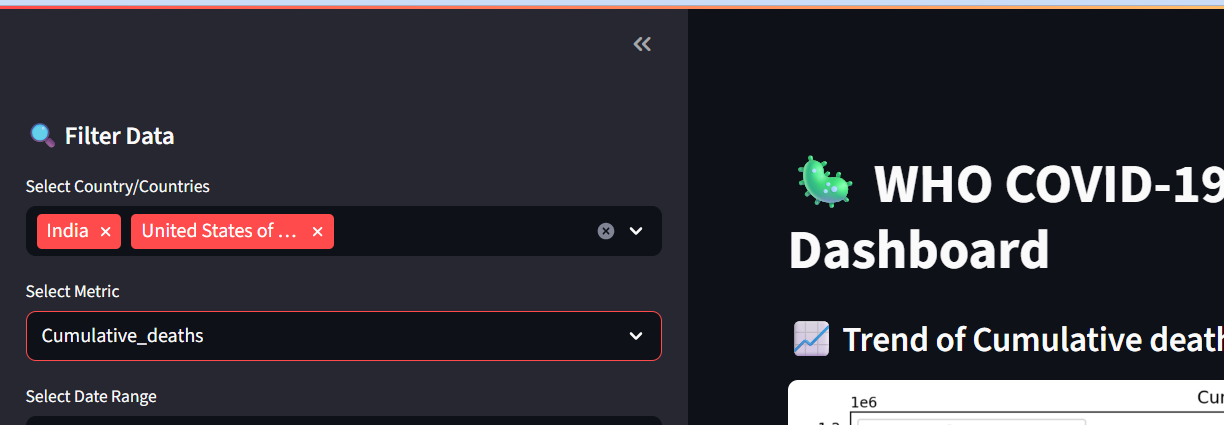 Filter Data
Select Country/Countries
India × United States of ... ×
Select Metric
Cumulative_deaths
Select Date Range
WHO COVID-19
Dashboard
Trend of Cumulative death
1e6